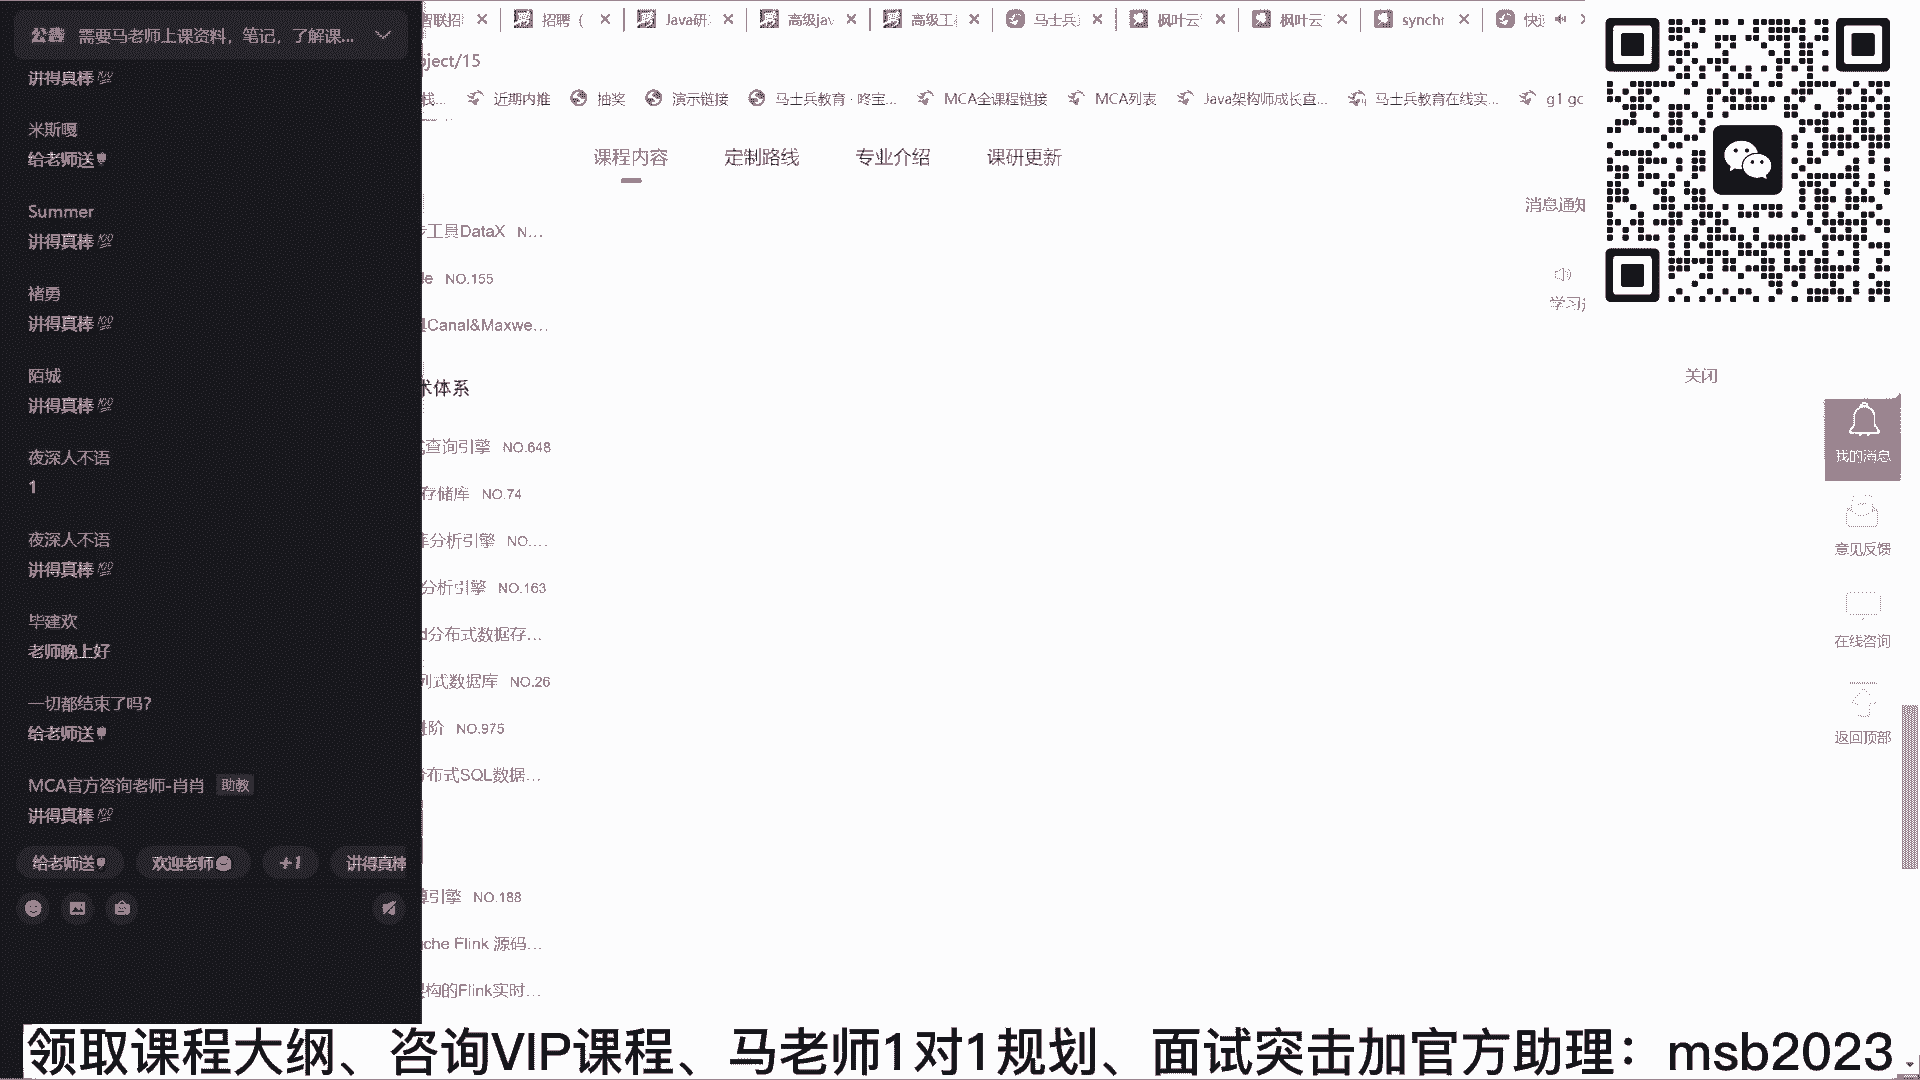 公告 需要马老师上课资料，笔记，了解课...
讲得真棒💯
米斯嘎
给老师送🌹
Summer
讲得真棒💯
褚勇
讲得真棒💯
陌城
讲得真棒💯
夜深人不语
1
夜深人不语
讲得真棒💯
毕建欢
老师晚上好
一切都结束了吗?
给老师送🌹
MCA官方咨询老师-肖肖 助教
讲得真棒💯
给老师送🌹 欢迎老师 +1 讲得真棒
智联招 招聘（ Java研 高级jav 高级工 马士兵 枫叶云 枫叶云 synchr 快
ject/15
栈... 近期内推 抽奖 演示链接 马士兵教育 · 咚宝... MCA全课程链接 MCA列表 Java架构师成长直... 马士兵教育在线实... g1 gc
课程内容 定制路线 专业介绍 课研更新
工具DataX N...
le NO.155
Canal&Maxwe...
术体系
查询引擎 NO.648
存储库 NO.74
库分析引擎 NO....
分析引擎 NO.163
d分布式数据存...
列式数据库 NO.26
进阶 NO.975
分布式SQL数据...
引擎 NO.188
che Flink 源码...
构的Flink实时...
消息通知
学习
关闭
我的消息
意见反馈
在线咨询
返回顶部
领取课程大纲、咨询VIP课程、马老师1对1规划、面试突击加官方助理：msb2023